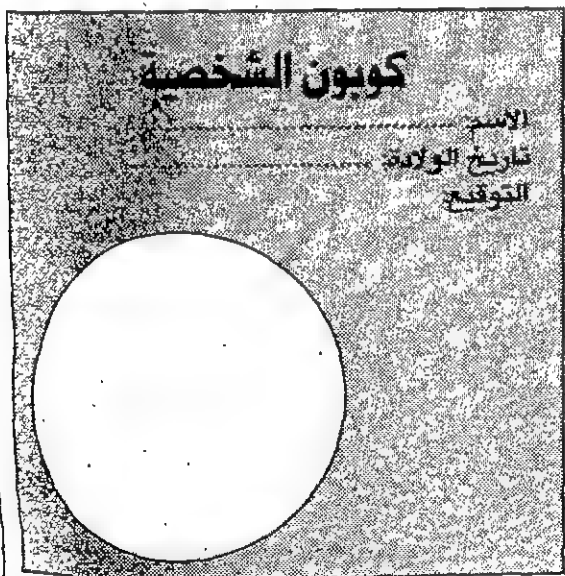 كوبون الشخصية
الاسم
تاريخ الولادة
التوقيع